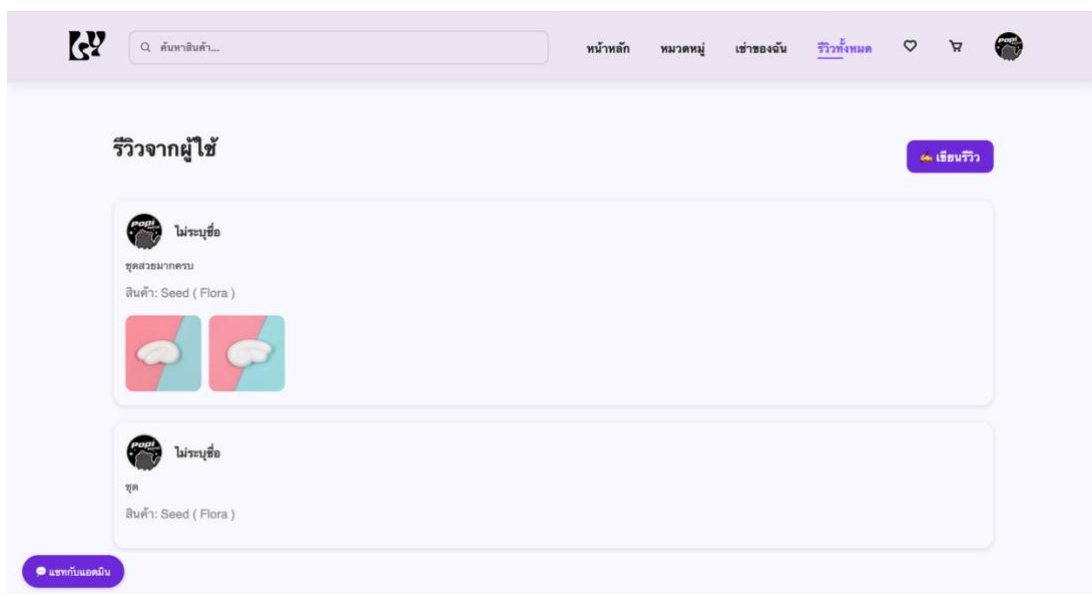 ค้นหาสินค้า...
หน้าหลัก หมวดหมู่ เช่าของฉัน รีวิวทั้งหมด
รีวิวจากผู้ใช้
✍️ เขียนรีวิว
ไม่ระบุชื่อ
ชุดสวยมากครบ
สินค้า: Seed ( Flora )
ไม่ระบุชื่อ
ชุด
สินค้า: Seed ( Flora )
💬 แชทกับแอดมิน